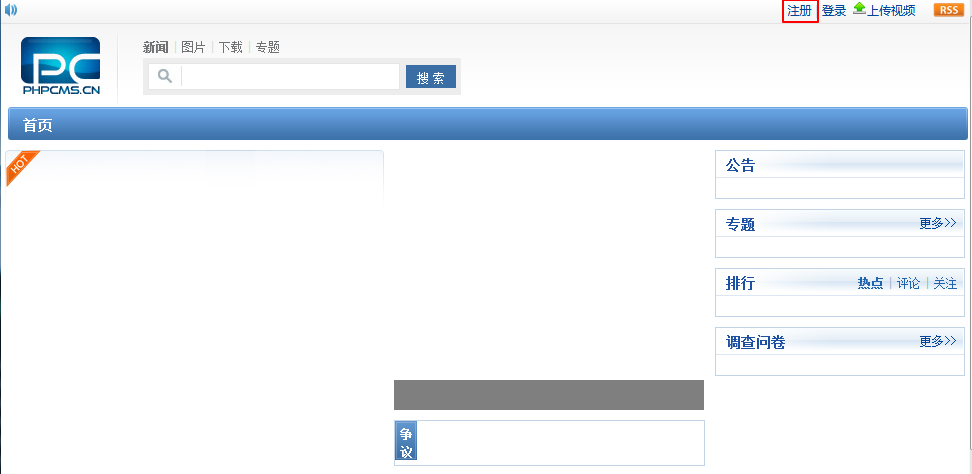 注册 登录 上传视频 RSS
PC
PHPCMS.CN
新闻 | 图片 | 下载 | 专题
搜 索
首页
HOT
公告
专题 更多>>
排行 热点 | 评论 | 关注
调查问卷 更多>>
争
议